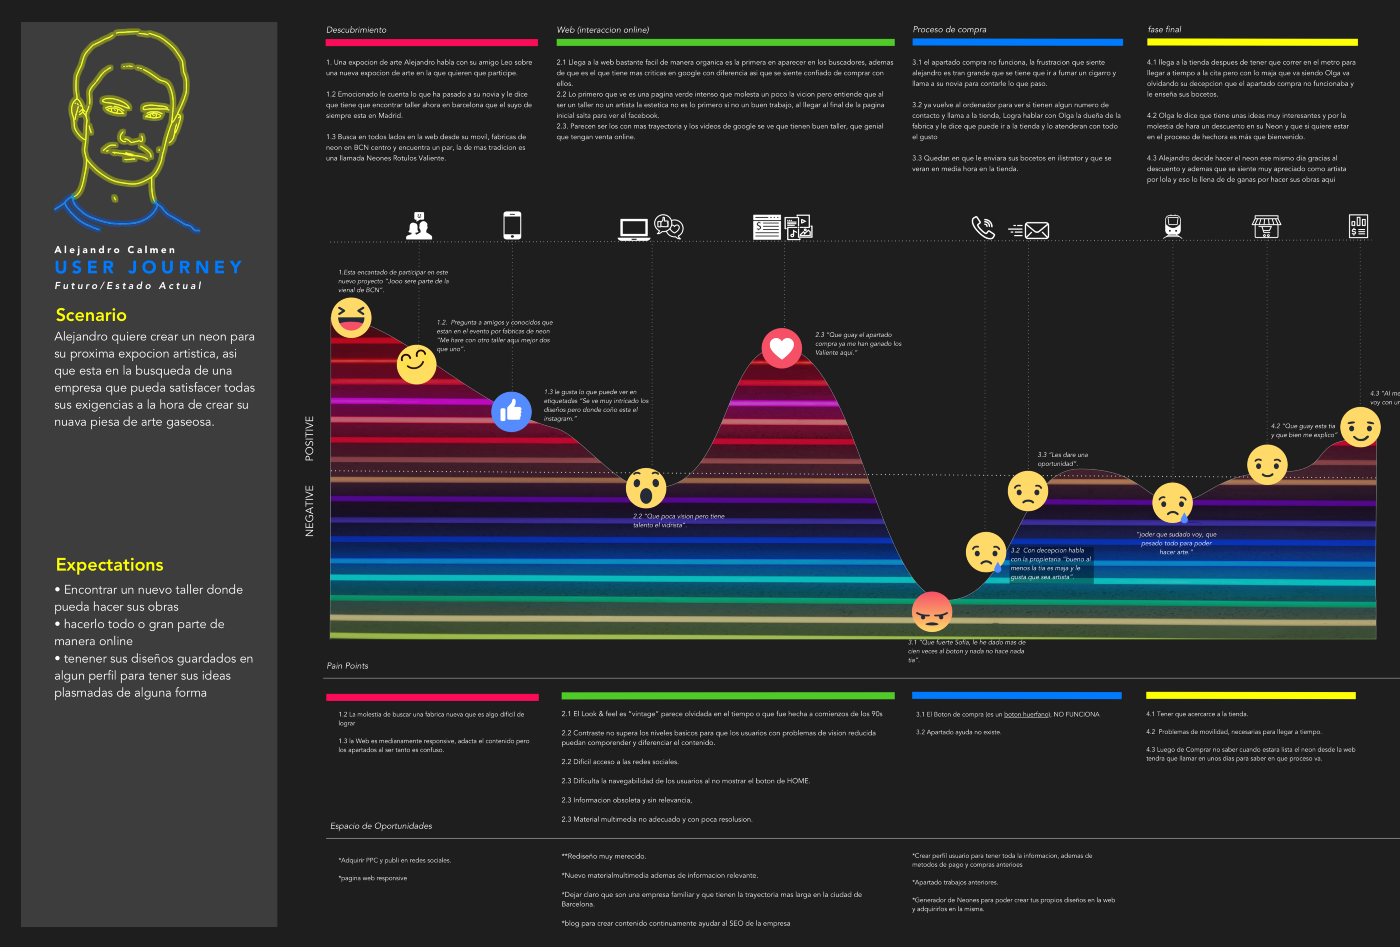 Alejandro Calmen
USER JOURNEY
Futuro/Estado Actual
Scenario
Alejandro quiere crear un neon para
su proxima expocion artistica, asi
que esta en la busqueda de una
empresa que pueda satisfacer todas
sus exigencias a la hora de crear su
nuava piesa de arte gaseosa.
Expectations
• Encontrar un nuevo taller donde
pueda hacer sus obras
• hacerlo todo o gran parte de
manera online
• tenener sus diseños guardados en
algun perfil para tener sus ideas
plasmadas de alguna forma
Descubrimiento
1. Una expocion de arte Alejandro habla con su amigo Leo sobre
una nueva expocion de arte en la que quieren que participe.
1.2 Emocionado le cuenta lo que ha pasado a su novia y le dice
que tiene que encontrar taller ahora en barcelona que el suyo de
siempre esta en Madrid.
1.3 Busca en todos lados en la web desde su movil, fabricas de
neon en BCN centro y encuentra un par, la de mas tradicion es
una llamada Neones Rotulos Valiente.
Web (interaccion online)
2.1 Llega a la web bastante facil de manera organica es la primera en aparecer en los buscadores, ademas
de que es el que tiene mas criticas en google con diferencia asi que se siente confiado de comprar con
ellos.
2.2 Lo primero que ve es una pagina verde intenso que molesta un poco la vicion pero entiende que al
ser un taller no un artista la estetica no es lo primero si no un buen trabajo, al llegar al final de la pagina
inicial salta para ver el facebook.
2.3. Parecen ser los con mas trayectoria y los videos de google se ve que tienen buen taller, que genial
que tengan venta online.
Proceso de compra
3.1 el apartado compra no funciona, la frustracion que siente
alejandro es tran grande que se tiene que ir a fumar un cigarro y
llamar a su novia para contarle lo que paso.
3.2 ya vuelve al ordenador para ver si tienen algun numero de
contacto y llama a la tienda, Logra hablar con Olga la dueña de la
fabrica y le dice que puede ir a la tienda y lo atenderan con todo
el gusto
3.3 Quedan en que le enviara sus bocetos en ilistrator y que se
veran en media hora en la tienda.
fase final
4.1 llega a la tienda despues de tener que correr en el metro para
llegar a tiempo a la cita pero con lo maja que va siendo Olga va
olvidando su decepcion que el apartado compra no funcionaba y
le enseña sus bocetos.
4.2 Olga le dice que tiene unas ideas muy interesantes y por la
molestia de hara un descuento en su Neon y que si quiere estar
en el proceso de hechora es más que bienvenido.
4.3 Alejandro decide hacer el neon ese mismo dia gracias al
descuento y ademas que se siente muy apreciado como artista
por lola y eso lo llena de de ganas por hacer sus obras aqui
POSITIVE
NEGATIVE
1.Esta encantado de participar en este
nuevo proyecto "Jooo sere parte de la
vienal de BCN".
1.2. Pregunta a amigos y conocidos que
estan en el evento por fabticas de neon
"Me hare con otro taller aqui mejor dos
que uno".
1.3 le gusta lo que puede ver en
etiquetadas "Se ve muy intricado los
diseños pero donde coño esta el
instagram."
2.2 "Que poca vision pero tiene
talento el vidrista".
2.3 "Que guay el apartado
compra ya me han ganado los
Valiente aqui."
3.1 "Que fuerte Sofia, le he dado mas de
cien veces al boton y nada no hace nada
tia".
3.2 Con decepcion habla
con la propietaria "bueno al
menos la tia es maja y le
gusta que sea artista".
3.3 "Les dare una
oportunidad".
"joder que sudado voy, que
pesado todo para poder
hacer arte."
4.2 "Que guay esta tia
y que bien me explico"
4.3 "Al me
voy con un
Pain Points
1.2 La molestia de buscar una fabrica nueva que es algo dificil de
lograr
1.3 la Web es medianamente responsive, adacta el contenido pero
los apartados al ser tanto es confuso.
2.1 El Look & feel es "vintage" parece olvidada en el tiempo o que fue hecha a comienzos de los 90s
2.2 Contraste no supera los niveles basicos para que los usuarios con problemas de vision reducida
puedan comporender y diferenciar el contenido.
2.2 Dificil acceso a las redes sociales.
2.3 Dificulta la navegabilidad de los usuarios al no mostrar el boton de HOME.
2.3 Informacion obsoleta y sin relevancia,
2.3 Material multimedia no adecuado y con poca resolusion.
3.1 El Boton de compra (es un boton huerfano), NO FUNCIONA
3.2 Apartado ayuda no existe.
4.1 Tener que acercarce a la tienda.
4.2 Problemas de movilidad, necesarias para llegar a tiempo.
4.3 Luego de Comprar no saber cuando estara lista el neon desde la web
tendra que llamar en unos dias para saber en que proceso va.
Espacio de Oportunidades
*Adquirir PPC y publi en redes sociales.
*pagina web responsive
**Rediseño muy merecido.
*Nuevo materialmultimedia ademas de informacion relevante.
*Dejar claro que son una empresa familiar y que tienen la trayectoria mas larga en la ciudad de
Barcelona.
*blog para crear contenido continuamente ayudar al SEO de la empresa
*Crear perfil usuario para tener toda la informacion, ademas de
metodos de pago y compras anterioes
*Apartado trabajos anteriores.
*Generador de Neones para poder crear tus propios diseños en la web
y adquirirlos en la misma.